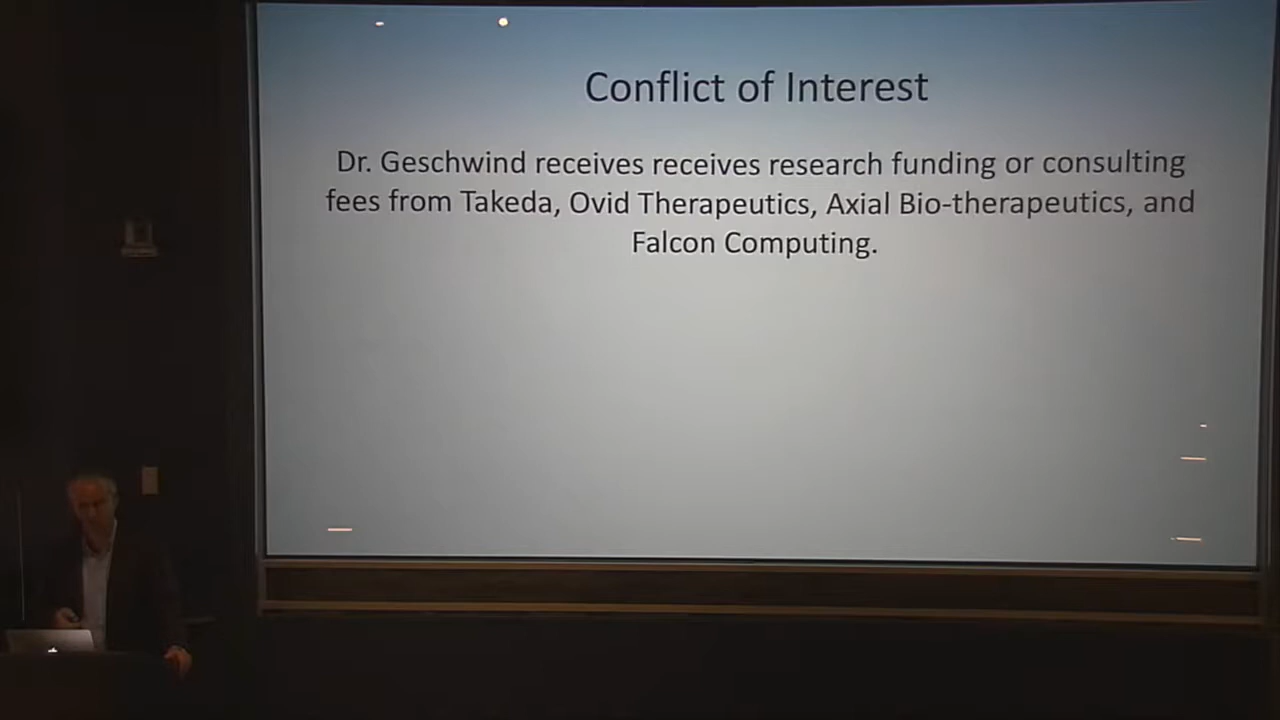 Conflict of Interest
Dr. Geschwind receives receives research funding or consulting
fees from Takeda, Ovid Therapeutics, Axial Bio-therapeutics, and
Falcon Computing.